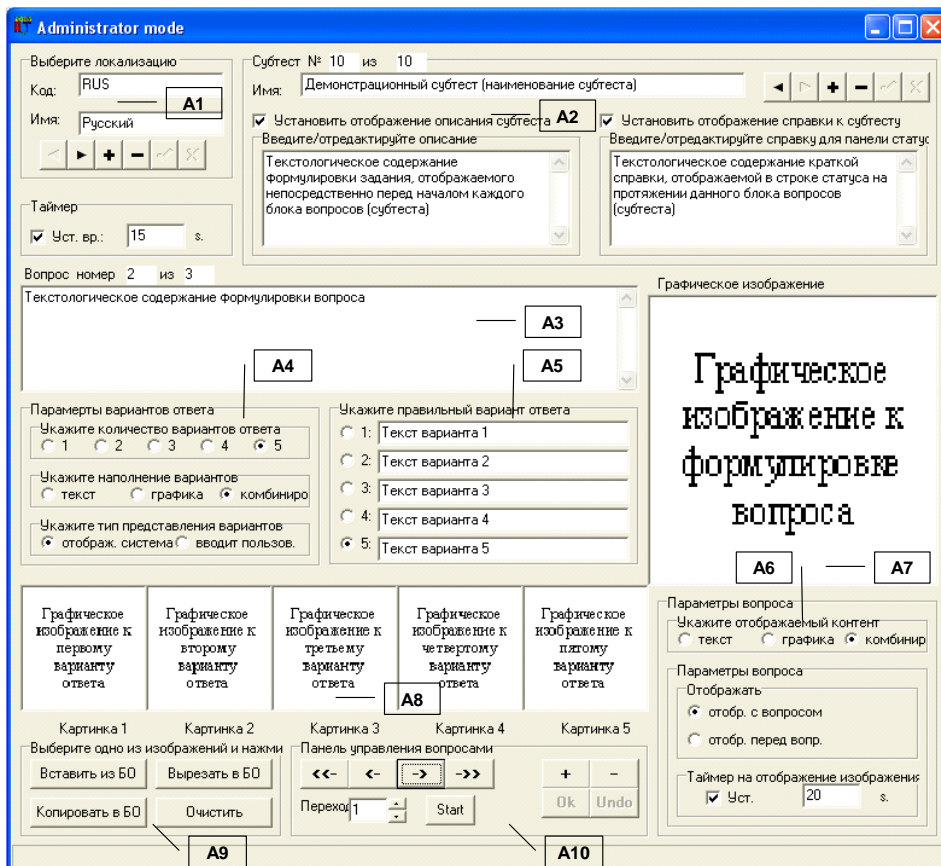 Administrator mode
Выберите локализацию
Код:
RUS
A1
Имя:
Русский
Субтест № 10 из 10
Имя:
Демонстрационный субтест (наименование субтеста)
Установить отображение описания субтеста
A2
Установить отображение справки к субтесту
Введите/отредактируйте описание
Текстологическое содержание
Формулировки задания, отображаемого
непосредственно перед началом каждого
блока вопросов (субтеста)
Введите/отредактируйте справку для панели статус
Текстологическое содержание краткой
справки, отображаемой в строке статуса на
протяжении данного блока вопросов
(субтеста)
Таймер
Уст. вр.: 15 s.
Вопрос номер 2 из 3
Текстологическое содержание формулировки вопроса
A3
A4
A5
Графическое изображение
Графическое
изображение к
формулировке
вопроса
A6
A7
Парамерты вариантов ответа
Укажите количество вариантов ответа
1 2 3 4 5
Укажите наполнение вариантов
текст графика комбиниро
Укажите тип представления вариантов
отображ. система вводит пользов.
Укажите правильный вариант ответа
1: Текст варианта 1
2: Текст варианта 2
3: Текст варианта 3
4: Текст варианта 4
5: Текст варианта 5
Графическое
изображение к
первому
варианту
ответа
Графическое
изображение к
второму
варианту
ответа
Графическое
изображение к
третьему
варианту
ответа
Графическое
изображение к
четвертому
варианту
ответа
Графическое
изображение к
пятому
варианту
ответа
A8
Картинка 1
Картинка 2
Картинка 3
Картинка 4
Картинка 5
Параметры вопроса
Укажите отображаемый контент
текст графика комбинир
Параметры вопроса
Отображать
отобр. с вопросом
отобр. перед вопр.
Таймер на отображение изображения
Уст. 20 s.
Выберите одно из изображений и нажми
Вставить из БО
Вырезать в БО
Копировать в БО
Очистить
A9
Панель управления вопросами
<<- <- -> ->>
+ -
Переход 1
Start
Ok Undo
A10